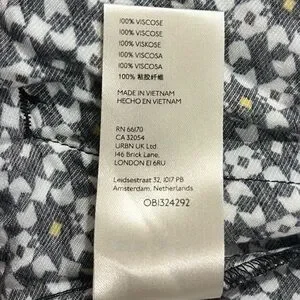 100% VISCOSE
100% VISCOSE
100% VISKOSE
100% VISCOSA
100% VISCOSA
100% 粘胶纤维
MADE IN VIETNAM
HECHO EN VIETNAM
RN 66170
CA 32054
URBN UK Ltd.
146 Brick Lane,
LONDON E1 6RU
Leidsestraat 32, 1017 PB
Amsterdam, Netherlands
OB1324292